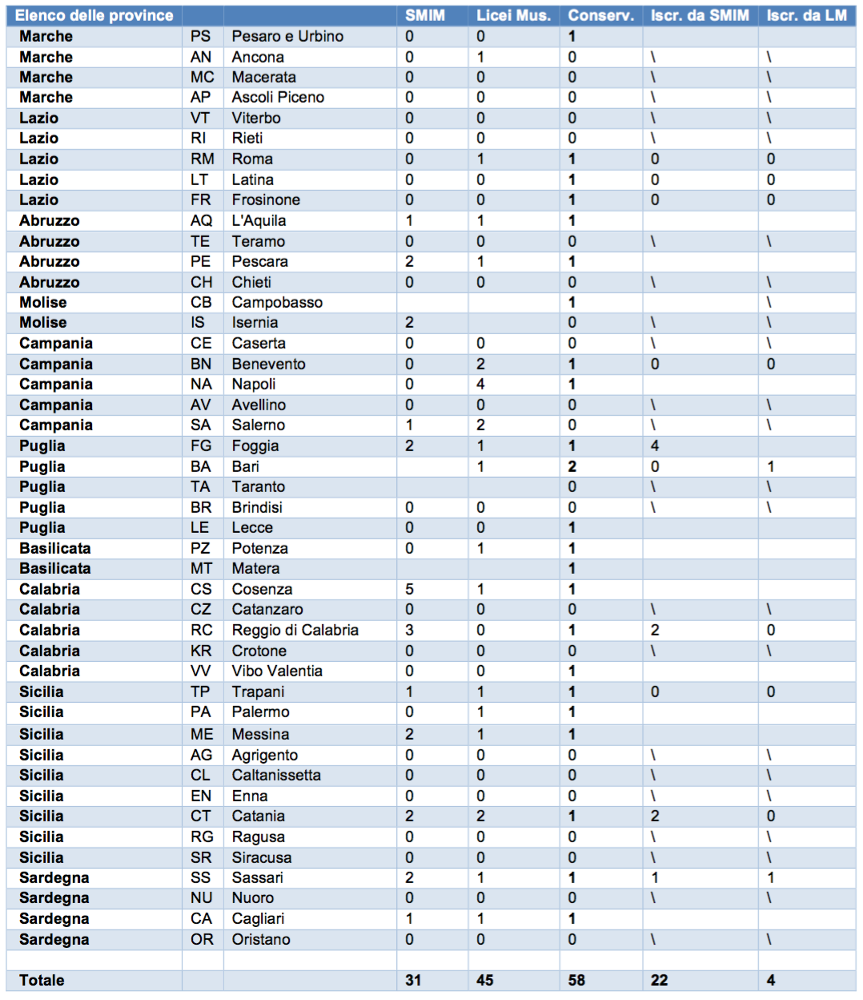 Elenco delle province SMIM Licei Mus. Conserv. Iscr. da SMIM Iscr. da LM
Marche PS Pesaro e Urbino 0 0 1
Marche AN Ancona 0 1 0 \ \
Marche MC Macerata 0 0 0 \ \
Marche AP Ascoli Piceno 0 0 0 \ \
Lazio VT Viterbo 0 0 0 \ \
Lazio RI Rieti 0 0 0 \ \
Lazio RM Roma 0 1 1 0 0
Lazio LT Latina 0 0 1 0 0
Lazio FR Frosinone 0 0 1 0 0
Abruzzo AQ L'Aquila 1 1 1
Abruzzo TE Teramo 0 0 0 \ \
Abruzzo PE Pescara 2 1 1
Abruzzo CH Chieti 0 0 0 \ \
Molise CB Campobasso 1 \
Molise IS Isernia 2 0 \ \
Campania CE Caserta 0 0 0 \ \
Campania BN Benevento 0 2 1 0 0
Campania NA Napoli 0 4 1
Campania AV Avellino 0 0 0 \ \
Campania SA Salerno 1 2 0 \ \
Puglia FG Foggia 2 1 1 4
Puglia BA Bari 1 2 0 1
Puglia TA Taranto 0 \ \
Puglia BR Brindisi 0 0 0 \ \
Puglia LE Lecce 0 0 1
Basilicata PZ Potenza 0 1 1
Basilicata MT Matera 1
Calabria CS Cosenza 5 1 1
Calabria CZ Catanzaro 0 0 0 \ \
Calabria RC Reggio di Calabria 3 0 1 2 0
Calabria KR Crotone 0 0 0 \ \
Calabria VV Vibo Valentia 0 0 1
Sicilia TP Trapani 1 1 1 0 0
Sicilia PA Palermo 0 1 1
Sicilia ME Messina 2 1 1
Sicilia AG Agrigento 0 0 0 \ \
Sicilia CL Caltanissetta 0 0 0 \ \
Sicilia EN Enna 0 0 0 \ \
Sicilia CT Catania 2 2 1 2 0
Sicilia RG Ragusa 0 0 0 \ \
Sicilia SR Siracusa 0 0 0 \ \
Sardegna SS Sassari 2 1 1 1 1
Sardegna NU Nuoro 0 0 0 \ \
Sardegna CA Cagliari 1 1 1
Sardegna OR Oristano 0 0 0 \ \
Totale 31 45 58 22 4